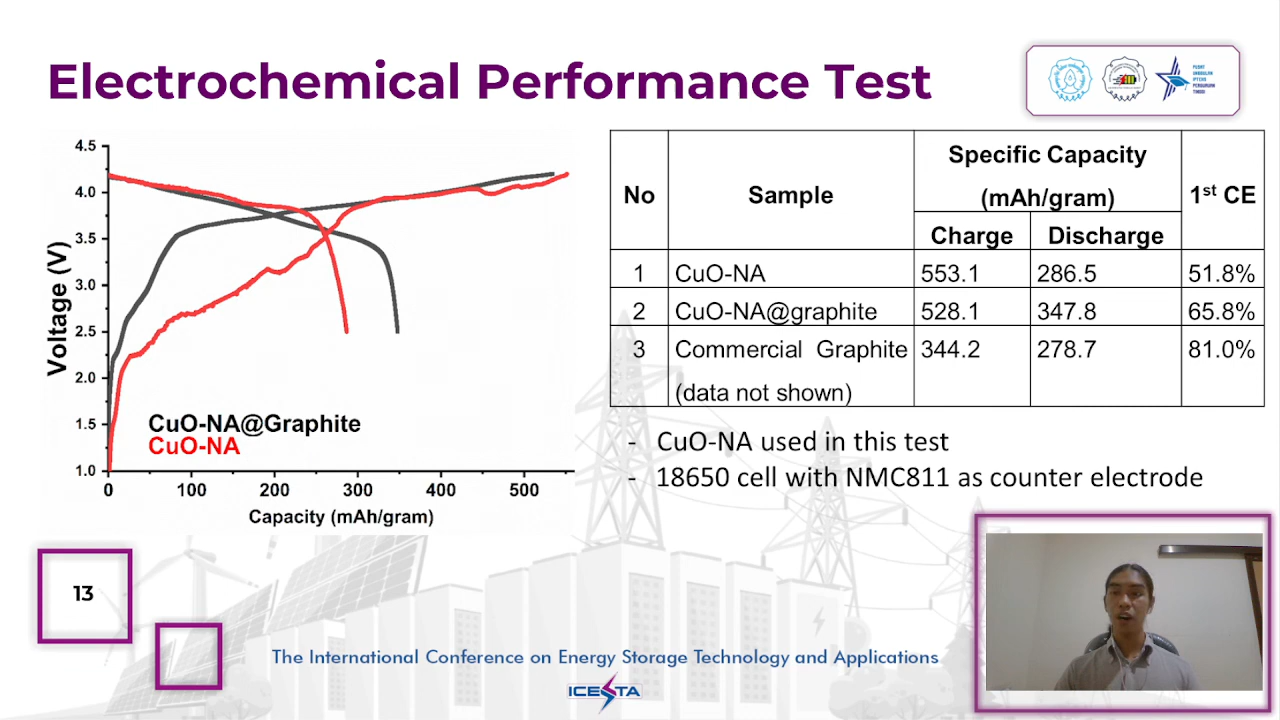 Electrochemical Performance Test
PUSAT
UNGGULAN
IPTEKS
PERGURUAN
TINGGI
4.5
4.0
3.5
3.0
2.5
2.0
1.5
1.0
Voltage (V)
0 100 200 300 400 500
Capacity (mAh/gram)
CuO-NA@Graphite
CuO-NA
No Sample Specific Capacity (mAh/gram) 1st CE
Charge Discharge
1 CuO-NA 553.1 286.5 51.8%
2 CuO-NA@graphite 528.1 347.8 65.8%
3 Commercial Graphite 344.2 278.7 81.0%
(data not shown)
- CuO-NA used in this test
- 18650 cell with NMC811 as counter electrode
13
The International Conference on Energy Storage Technology and Applications
ICESTA